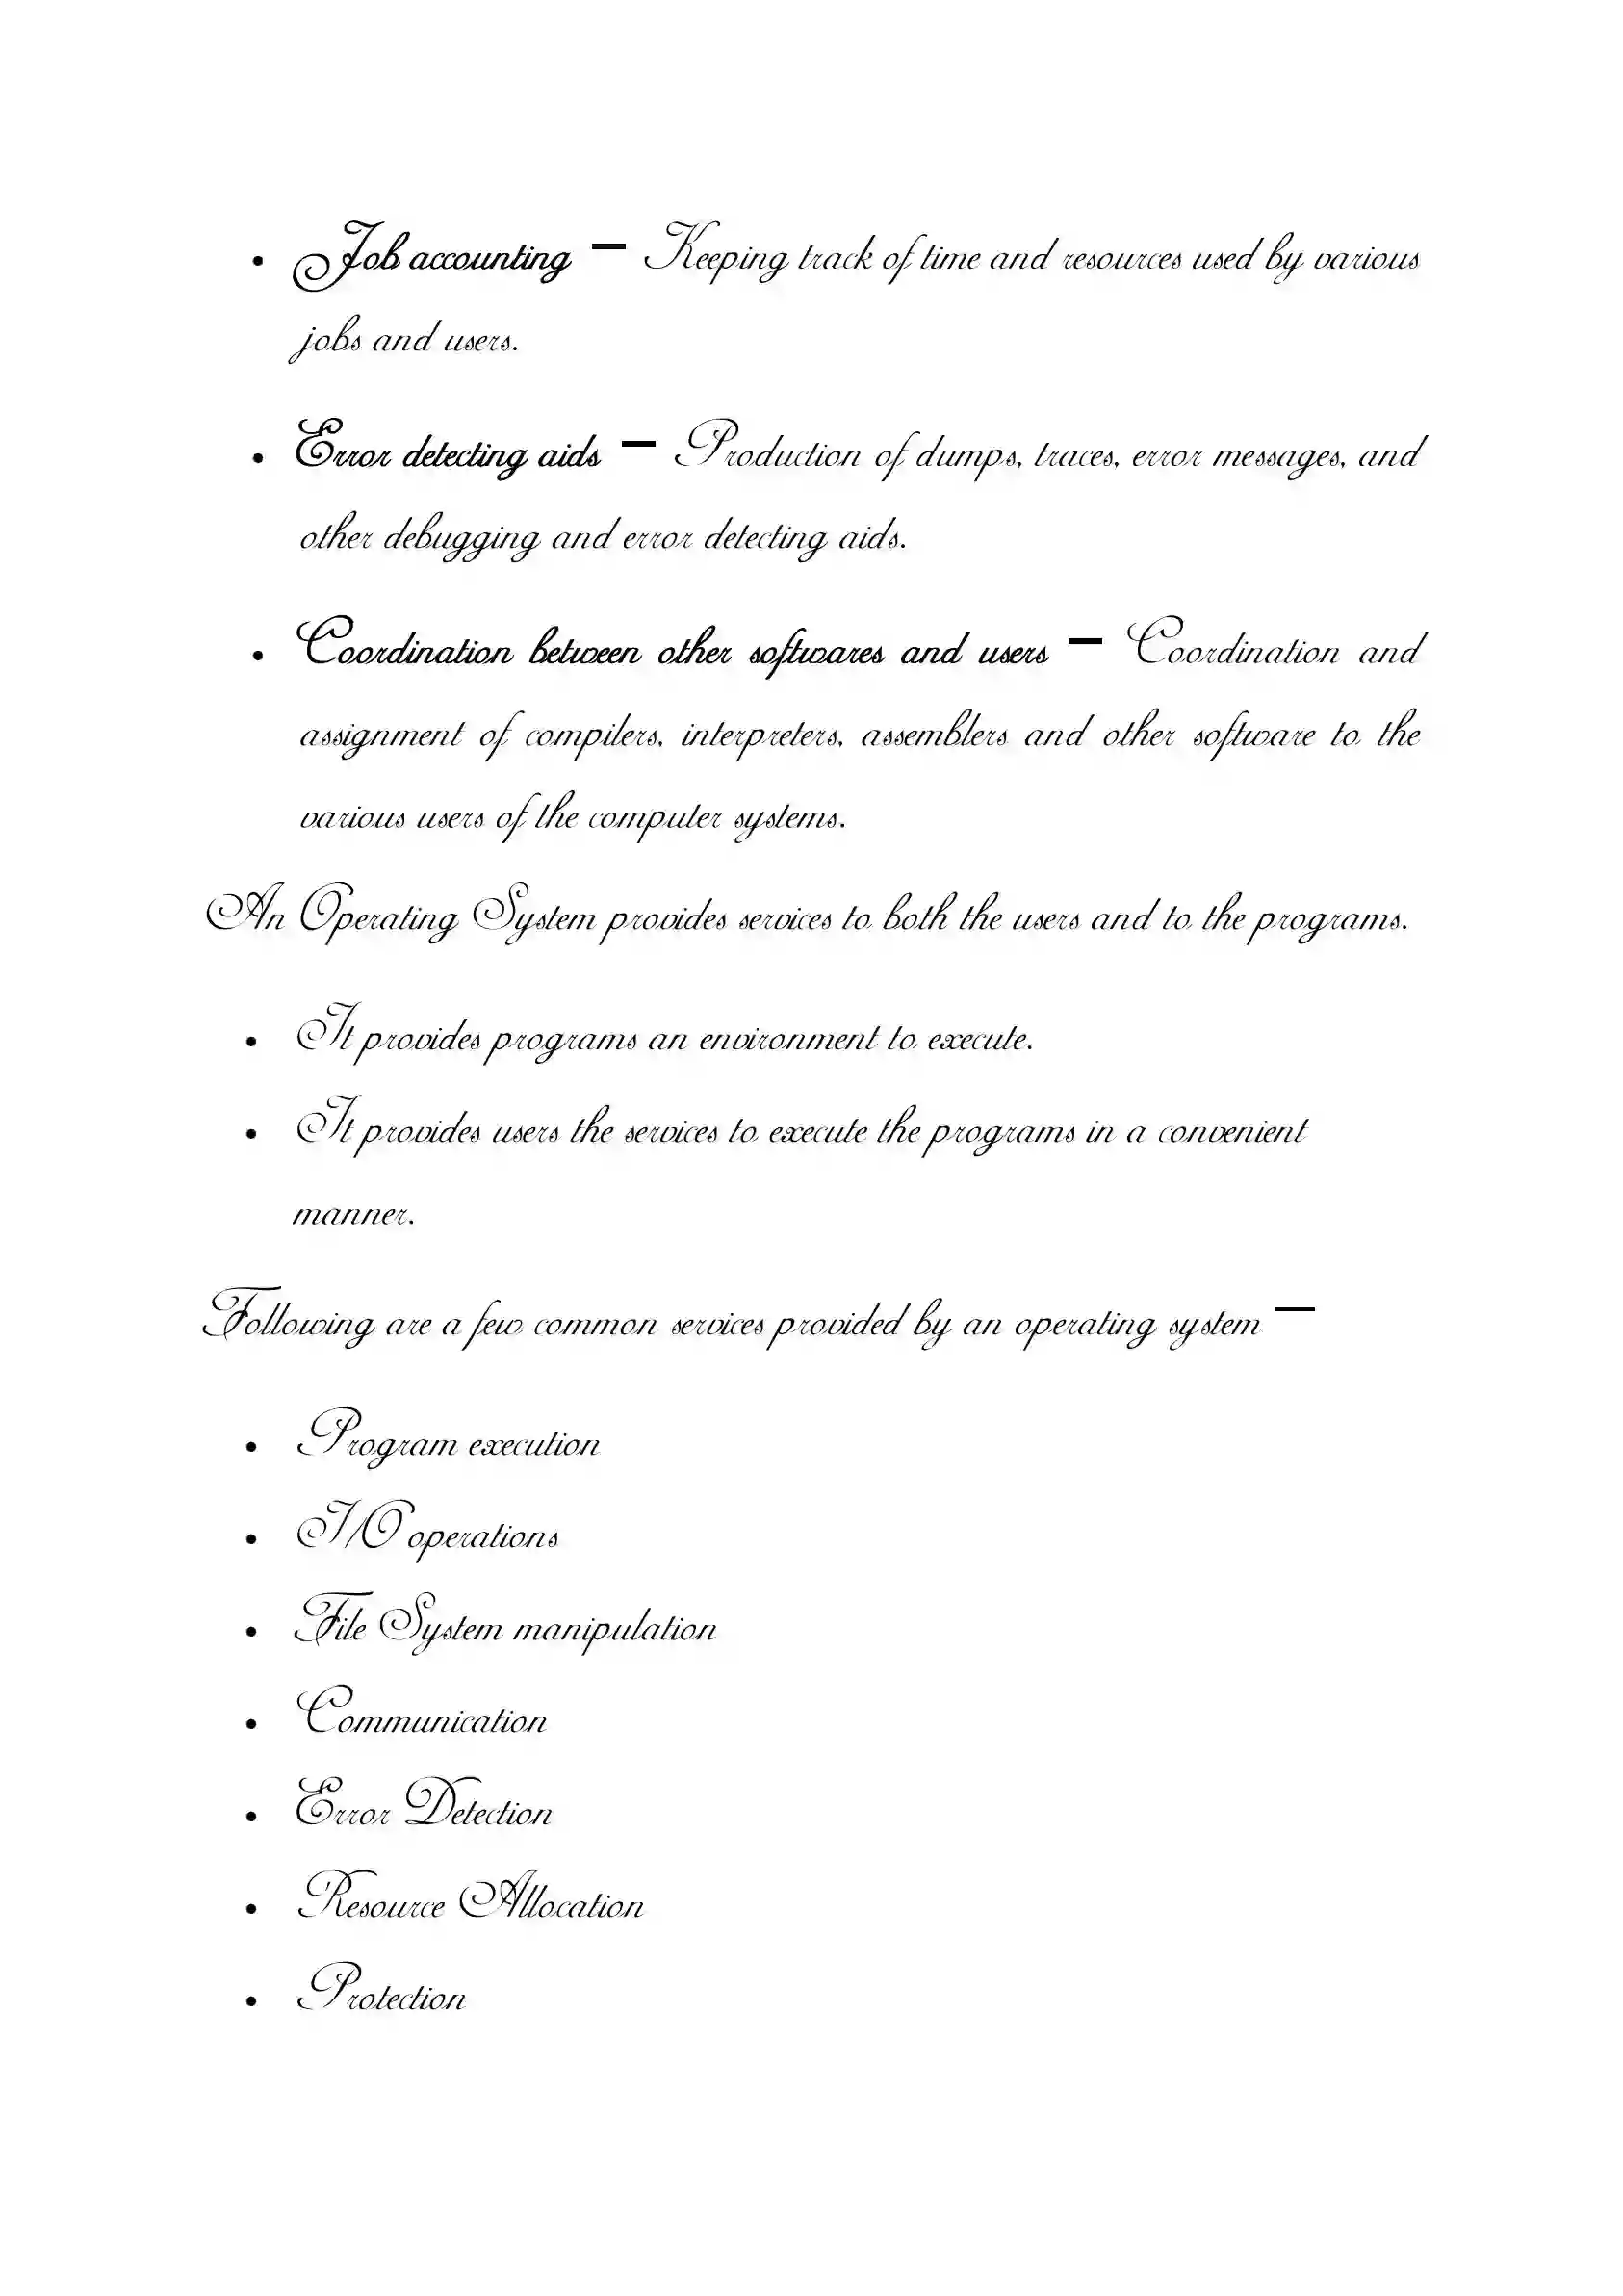 • Job accounting — Keeping track of time and resources used by various
jobs and users.
• Error detecting aids — Production of dumps, traces, error messages, and
other debugging and error detecting aids.
• Coordination between other softwares and users — Coordination and
assignment of compilers, interpreters, assemblers and other software to the
various users of the computer systems.
An Operating System provides services to both the users and to the programs.
• It provides programs an environment to execute.
• It provides users the services to execute the programs in a convenient
manner.
Following are a few common services provided by an operating system —
• Program execution
• I/O operations
• File System manipulation
• Communication
• Error Detection
• Resource Allocation
• Protection